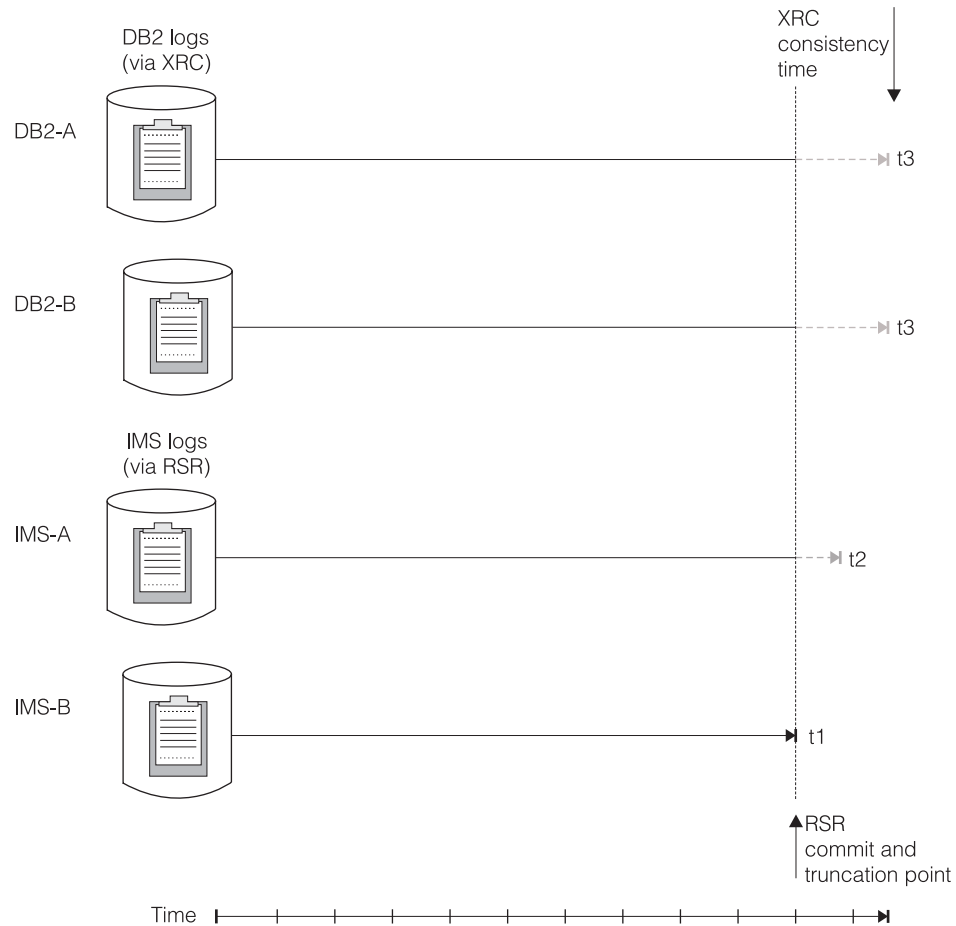 XRC
consistency
time
DB2 logs
(via XRC)
DB2-A
t3
DB2-B
t3
IMS logs
(via RSR)
IMS-A
t2
IMS-B
t1
RSR
commit and
truncation point
Time